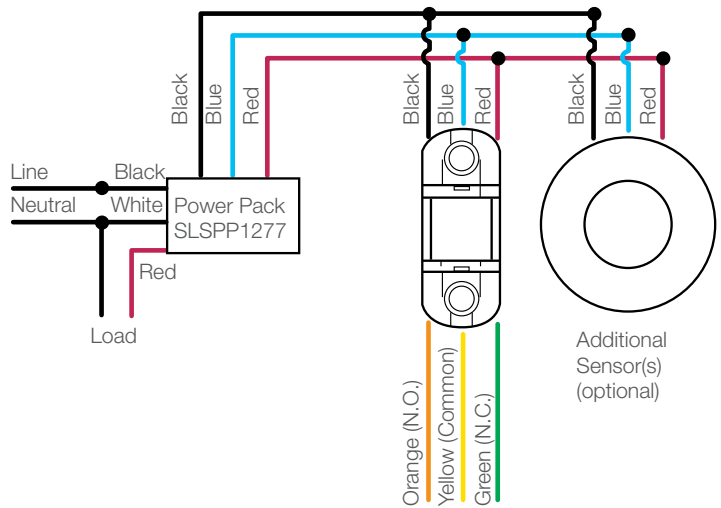 Black
Blue
Red
Black
Blue
Red
Black
Blue
Red
Line
Black
Neutral
White
Power Pack
SLSPP1277
Red
Load
Additional
Sensor(s)
(optional)
Orange (N.O.)
Yellow (Common)
Green (N.C.)